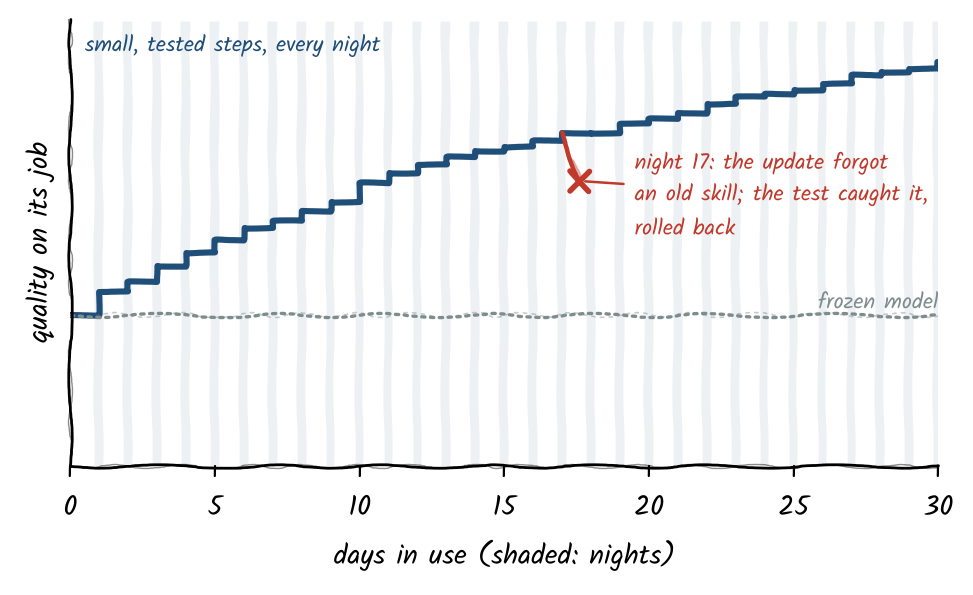 small, tested steps, every night
quality on its job
night 17: the update forgot
an old skill; the test caught it,
rolled back
frozen model
0 5 10 15 20 25 30
days in use (shaded: nights)